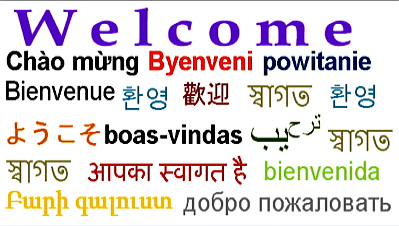 Welcome
Chào mừng Byenveni powitanie
Bienvenue 환영 歡迎 স্বাগত 환영
ようこそ boas-vindas ترحيب স্বাগত
স্বাগত आपका स्वागत है bienvenida
Բարի գալուստ добро пожаловать